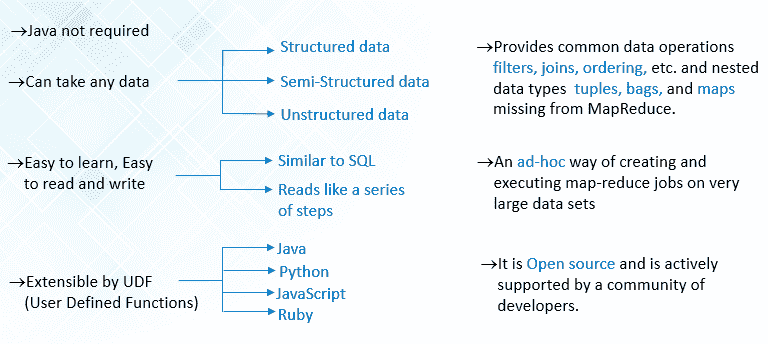 →Java not required
→Can take any data
Structured data
Semi-Structured data
Unstructured data
→Easy to learn, Easy
to read and write
Similar to SQL
Reads like a series
of steps
→Extensible by UDF
(User Defined Functions)
Java
Python
JavaScript
Ruby
→Provides common data operations
filters, joins, ordering, etc. and nested
data types tuples, bags, and maps
missing from MapReduce.
→An ad-hoc way of creating and
executing map-reduce jobs on very
large data sets
→It is Open source and is actively
supported by a community of
developers.